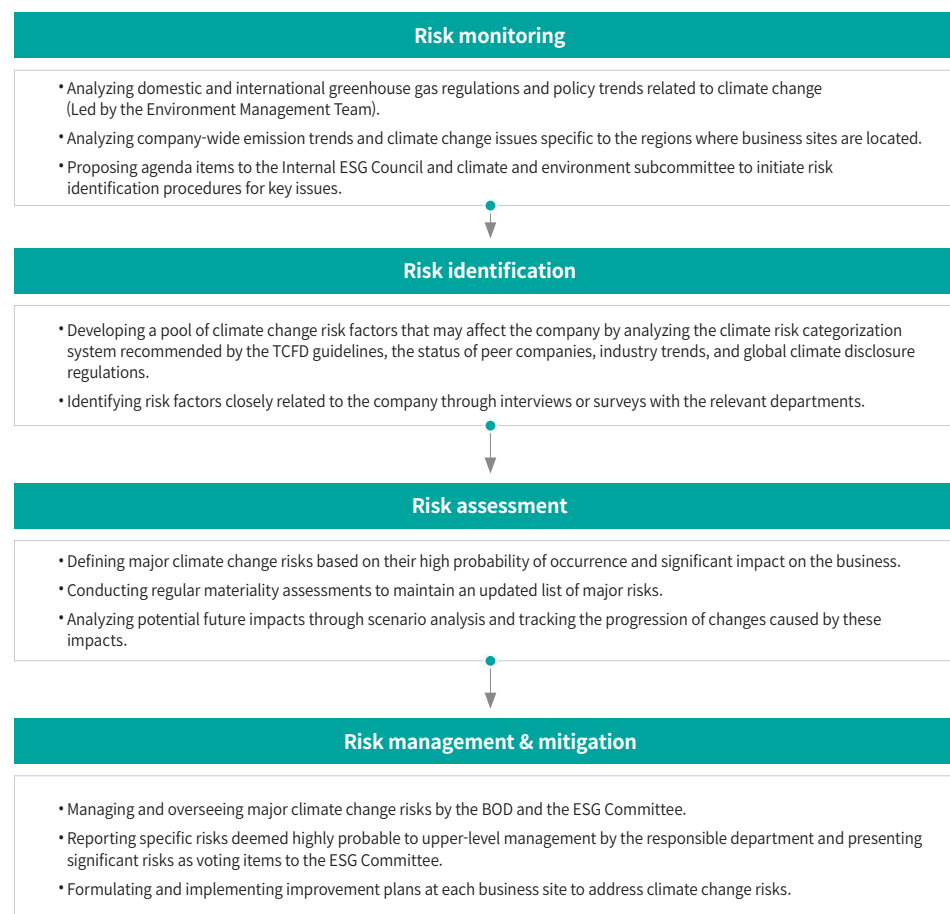 Risk monitoring
• Analyzing domestic and international greenhouse gas regulations and policy trends related to climate change
(Led by the Environment Management Team).
• Analyzing company-wide emission trends and climate change issues specific to the regions where business sites are located.
• Proposing agenda items to the Internal ESG Council and climate and environment subcommittee to initiate risk
identification procedures for key issues.
Risk identification
• Developing a pool of climate change risk factors that may affect the company by analyzing the climate risk categorization
system recommended by the TCFD guidelines, the status of peer companies, industry trends, and global climate disclosure
regulations.
• Identifying risk factors closely related to the company through interviews or surveys with the relevant departments.
Risk assessment
• Defining major climate change risks based on their high probability of occurrence and significant impact on the business.
• Conducting regular materiality assessments to maintain an updated list of major risks.
• Analyzing potential future impacts through scenario analysis and tracking the progression of changes caused by these
impacts.
Risk management & mitigation
• Managing and overseeing major climate change risks by the BOD and the ESG Committee.
• Reporting specific risks deemed highly probable to upper-level management by the responsible department and presenting
significant risks as voting items to the ESG Committee.
• Formulating and implementing improvement plans at each business site to address climate change risks.